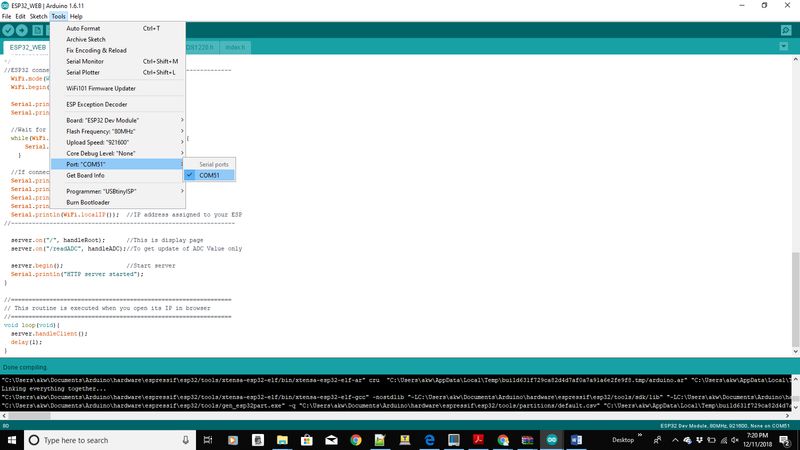 ESP32_WEB | Arduino 1.6.11
File Edit Sketch Tools Help
Auto Format Ctrl+T
Archive Sketch
Fix Encoding & Reload
Serial Monitor Ctrl+Shift+M
Serial Plotter Ctrl+Shift+L
WiFi101 Firmware Updater
ESP Exception Decoder
Board: "ESP32 Dev Module"
Flash Frequency: "80MHz"
Upload Speed: "921600"
Core Debug Level: "None"
Port: "COM51"
Get Board Info
Programmer: "USBtinyISP"
Burn Bootloader
Serial ports
COM51
ESP32_WEB index.h
*/
//ESP32 conne
WiFi.mode(W
WiFi.begin(
Serial.prin
Serial.prin
//Wait for
while(WiFi. {
Serial.
}
//If connec
Serial.prin
Serial.prin
Serial.prin
Serial.println(WiFi.localIP()); //IP address assigned to your ESP
//----------------------------------------------------------------
server.on("/", handleRoot); //This is display page
server.on("/readADC", handleADC);//To get update of ADC Value only
server.begin(); //Start server
Serial.println("HTTP server started");
}
//===============================================================
// This routine is executed when you open its IP in browser
//===============================================================
void loop(void){
server.handleClient();
delay(1);
}
Done compiling.
"C:\Users\akw\Documents\Arduino\hardware\espressif\esp32/tools/xtensa-esp32-elf/bin/xtensa-esp32-elf-ar" cru "C:\Users\akw\AppData\Local\Temp\build631f729ca82d4d7af0a7a91a6e2fe9f8.tmp/arduino.ar" "C:\Users\akw\AppData\Local\
Linking everything together...
"C:\Users\akw\Documents\Arduino\hardware\espressif\esp32/tools/xtensa-esp32-elf/bin/xtensa-esp32-elf-gcc" -nostdlib "-LC:\Users\akw\Documents\Arduino\hardware\espressif\esp32/tools/sdk/lib" "-LC:\Users\akw\Documents\Arduino\
"C:\Users\akw\Documents\Arduino\hardware\espressif\esp32/tools/gen_esp32part.exe" -q "C:\Users\akw\Documents\Arduino\hardware\espressif\esp32/tools/partitions/default.csv" "C:\Users\akw\AppData\Local\Temp\build631f729ca
80 ESP32 Dev Module, 80MHz, 921600, None on COM51
Type here to search
Desktop
7:20 PM
12/11/2018